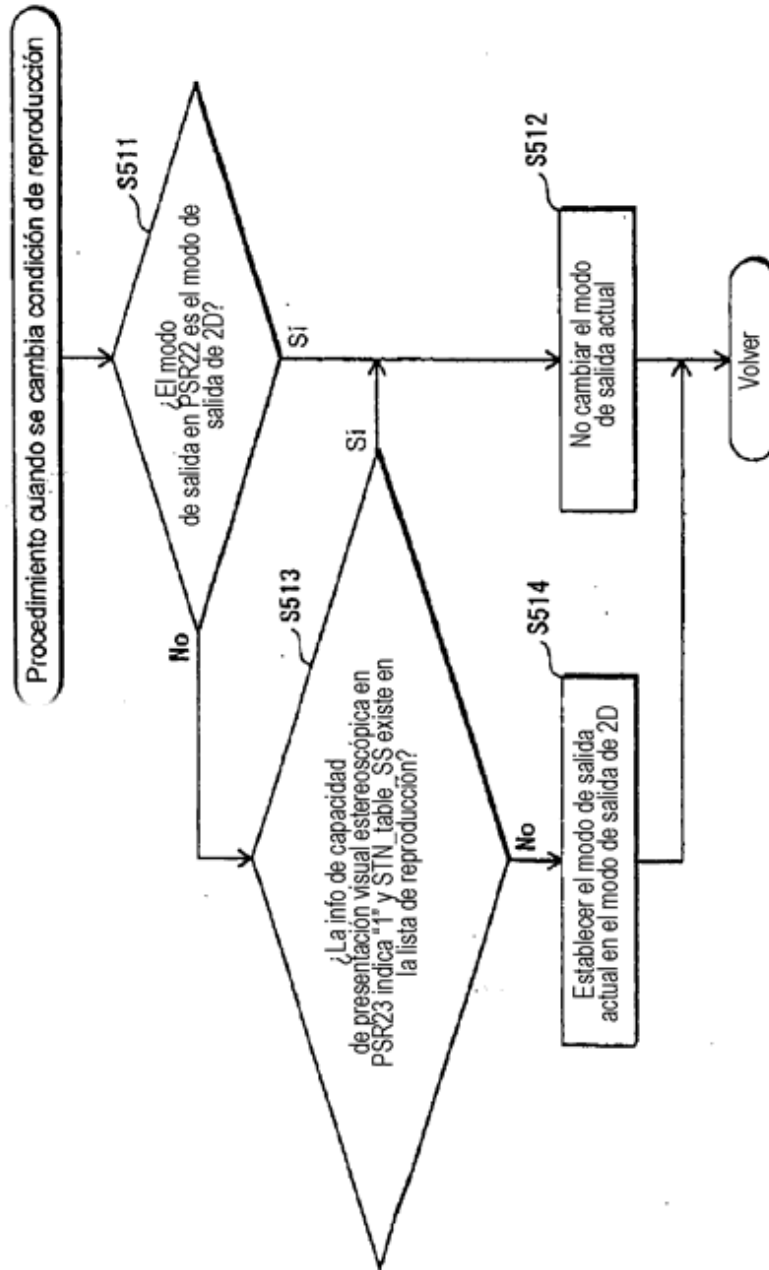 Procedimiento cuando se cambia condición de reproducción
S511
¿El modo
de salida en PSR22 es el modo de
salida de 2D?
No
Sí
S513
¿La info de capacidad
de presentación visual estereoscópica en
PSR23 indica “1” y STN_table_SS existe en
la lista de reproducción?
Sí
No
S512
No cambiar el modo
de salida actual
S514
Establecer el modo de salida
actual en el modo de salida de 2D
Volver